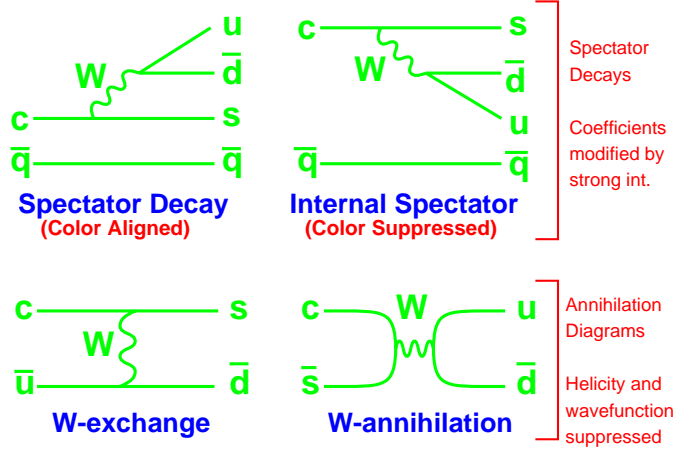 u
W
d̅
c
s
q̅
q̅
Spectator Decay
(Color Aligned)
c
s
W
d̅
u
q̅
q̅
Internal Spectator
(Color Suppressed)
Spectator
Decays
Coefficients
modified by
strong int.
c
s
W
u̅
d̅
W-exchange
c
W
u
s̅
d̅
W-annihilation
Annihilation
Diagrams
Helicity and
wavefunction
suppressed